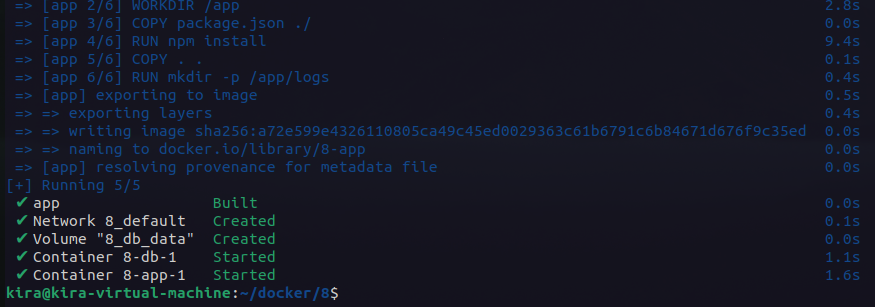 => [app 2/6] WORKDIR /app 2.8s
=> [app 3/6] COPY package.json ./ 0.0s
=> [app 4/6] RUN npm install 9.4s
=> [app 5/6] COPY . . 0.1s
=> [app 6/6] RUN mkdir -p /app/logs 0.4s
=> [app] exporting to image 0.5s
=> => exporting layers 0.4s
=> => writing image sha256:a72e599e4326110805ca49c45ed0029363c61b6791c6b84671d676f9c35ed 0.0s
=> => naming to docker.io/library/8-app 0.0s
=> [app] resolving provenance for metadata file 0.0s
[+] Running 5/5
✔ app Built 0.0s
✔ Network 8_default Created 0.1s
✔ Volume "8_db_data" Created 0.0s
✔ Container 8-db-1 Started 1.1s
✔ Container 8-app-1 Started 1.6s
kira@kira-virtual-machine:~/docker/8$